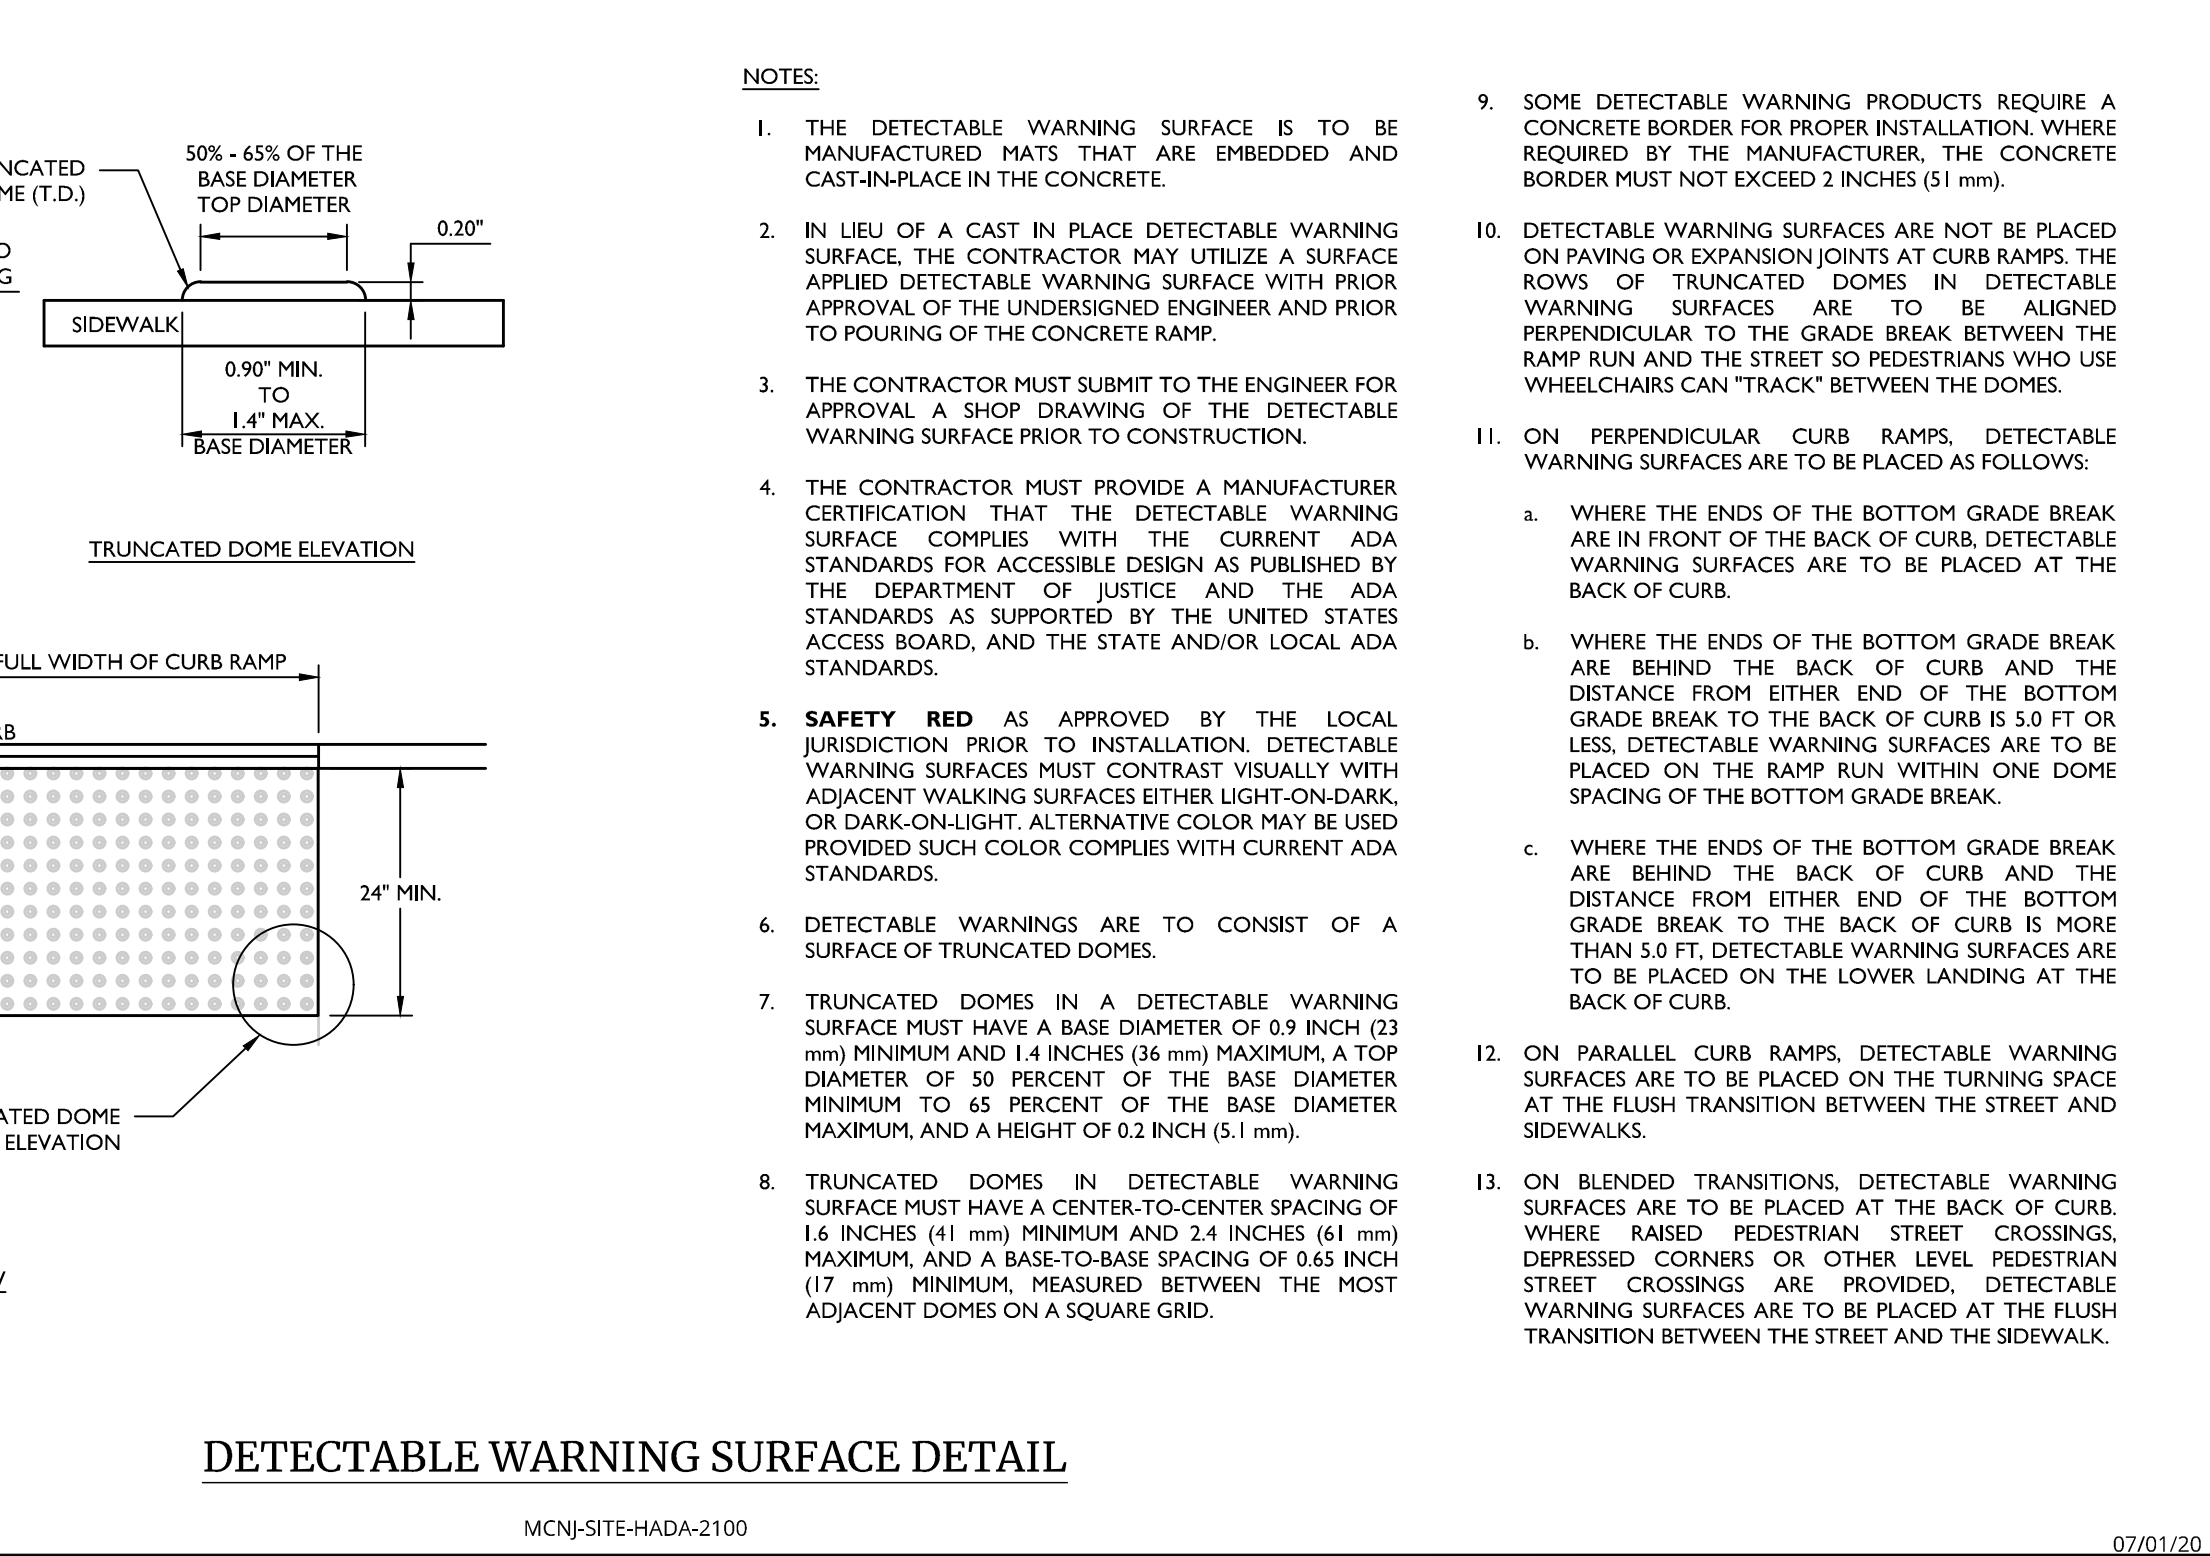 NCATED
ME (T.D.)
50% - 65% OF THE
BASE DIAMETER
TOP DIAMETER
0.20"
O
G
SIDEWALK
0.90" MIN.
TO
1.4" MAX.
BASE DIAMETER
TRUNCATED DOME ELEVATION
FULL WIDTH OF CURB RAMP
RB
24" MIN.
ATED DOME
ELEVATION
NOTES:
1. THE DETECTABLE WARNING SURFACE IS TO BE
MANUFACTURED MATS THAT ARE EMBEDDED AND
CAST-IN-PLACE IN THE CONCRETE.
2. IN LIEU OF A CAST IN PLACE DETECTABLE WARNING
SURFACE, THE CONTRACTOR MAY UTILIZE A SURFACE
APPLIED DETECTABLE WARNING SURFACE WITH PRIOR
APPROVAL OF THE UNDERSIGNED ENGINEER AND PRIOR
TO POURING OF THE CONCRETE RAMP.
3. THE CONTRACTOR MUST SUBMIT TO THE ENGINEER FOR
APPROVAL A SHOP DRAWING OF THE DETECTABLE
WARNING SURFACE PRIOR TO CONSTRUCTION.
4. THE CONTRACTOR MUST PROVIDE A MANUFACTURER
CERTIFICATION THAT THE DETECTABLE WARNING
SURFACE COMPLIES WITH THE CURRENT ADA
STANDARDS FOR ACCESSIBLE DESIGN AS PUBLISHED BY
THE DEPARTMENT OF JUSTICE AND THE ADA
STANDARDS AS SUPPORTED BY THE UNITED STATES
ACCESS BOARD, AND THE STATE AND/OR LOCAL ADA
STANDARDS.
5. SAFETY RED AS APPROVED BY THE LOCAL
JURISDICTION PRIOR TO INSTALLATION. DETECTABLE
WARNING SURFACES MUST CONTRAST VISUALLY WITH
ADJACENT WALKING SURFACES EITHER LIGHT-ON-DARK,
OR DARK-ON-LIGHT. ALTERNATIVE COLOR MAY BE USED
PROVIDED SUCH COLOR COMPLIES WITH CURRENT ADA
STANDARDS.
6. DETECTABLE WARNINGS ARE TO CONSIST OF A
SURFACE OF TRUNCATED DOMES.
7. TRUNCATED DOMES IN A DETECTABLE WARNING
SURFACE MUST HAVE A BASE DIAMETER OF 0.9 INCH (23
mm) MINIMUM AND 1.4 INCHES (36 mm) MAXIMUM, A TOP
DIAMETER OF 50 PERCENT OF THE BASE DIAMETER
MINIMUM TO 65 PERCENT OF THE BASE DIAMETER
MAXIMUM, AND A HEIGHT OF 0.2 INCH (5.1 mm).
8. TRUNCATED DOMES IN DETECTABLE WARNING
SURFACE MUST HAVE A CENTER-TO-CENTER SPACING OF
1.6 INCHES (41 mm) MINIMUM AND 2.4 INCHES (61 mm)
MAXIMUM, AND A BASE-TO-BASE SPACING OF 0.65 INCH
(17 mm) MINIMUM, MEASURED BETWEEN THE MOST
ADJACENT DOMES ON A SQUARE GRID.
9. SOME DETECTABLE WARNING PRODUCTS REQUIRE A
CONCRETE BORDER FOR PROPER INSTALLATION. WHERE
REQUIRED BY THE MANUFACTURER, THE CONCRETE
BORDER MUST NOT EXCEED 2 INCHES (51 mm).
10. DETECTABLE WARNING SURFACES ARE NOT BE PLACED
ON PAVING OR EXPANSION JOINTS AT CURB RAMPS. THE
ROWS OF TRUNCATED DOMES IN DETECTABLE
WARNING SURFACES ARE TO BE ALIGNED
PERPENDICULAR TO THE GRADE BREAK BETWEEN THE
RAMP RUN AND THE STREET SO PEDESTRIANS WHO USE
WHEELCHAIRS CAN "TRACK" BETWEEN THE DOMES.
11. ON PERPENDICULAR CURB RAMPS, DETECTABLE
WARNING SURFACES ARE TO BE PLACED AS FOLLOWS:
a. WHERE THE ENDS OF THE BOTTOM GRADE BREAK
ARE IN FRONT OF THE BACK OF CURB, DETECTABLE
WARNING SURFACES ARE TO BE PLACED AT THE
BACK OF CURB.
b. WHERE THE ENDS OF THE BOTTOM GRADE BREAK
ARE BEHIND THE BACK OF CURB AND THE
DISTANCE FROM EITHER END OF THE BOTTOM
GRADE BREAK TO THE BACK OF CURB IS 5.0 FT OR
LESS, DETECTABLE WARNING SURFACES ARE TO BE
PLACED ON THE RAMP RUN WITHIN ONE DOME
SPACING OF THE BOTTOM GRADE BREAK.
c. WHERE THE ENDS OF THE BOTTOM GRADE BREAK
ARE BEHIND THE BACK OF CURB AND THE
DISTANCE FROM EITHER END OF THE BOTTOM
GRADE BREAK TO THE BACK OF CURB IS MORE
THAN 5.0 FT, DETECTABLE WARNING SURFACES ARE
TO BE PLACED ON THE LOWER LANDING AT THE
BACK OF CURB.
12. ON PARALLEL CURB RAMPS, DETECTABLE WARNING
SURFACES ARE TO BE PLACED ON THE TURNING SPACE
AT THE FLUSH TRANSITION BETWEEN THE STREET AND
SIDEWALKS.
13. ON BLENDED TRANSITIONS, DETECTABLE WARNING
SURFACES ARE TO BE PLACED AT THE BACK OF CURB.
WHERE RAISED PEDESTRIAN STREET CROSSINGS,
DEPRESSED CORNERS OR OTHER LEVEL PEDESTRIAN
STREET CROSSINGS ARE PROVIDED, DETECTABLE
WARNING SURFACES ARE TO BE PLACED AT THE FLUSH
TRANSITION BETWEEN THE STREET AND THE SIDEWALK.
DETECTABLE WARNING SURFACE DETAIL
MCNJ-SITE-HADA-2100
07/01/20